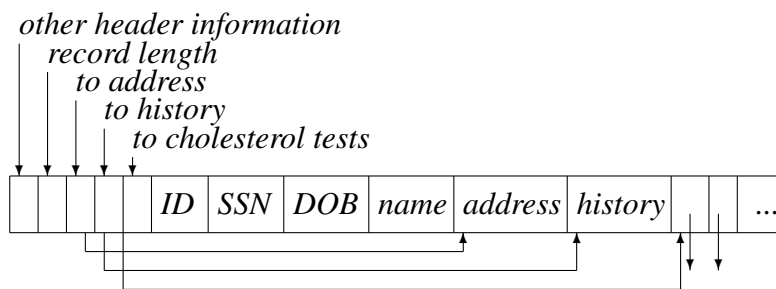 other header information
record length
to address
to history
to cholesterol tests
ID SSN DOB name address history ...